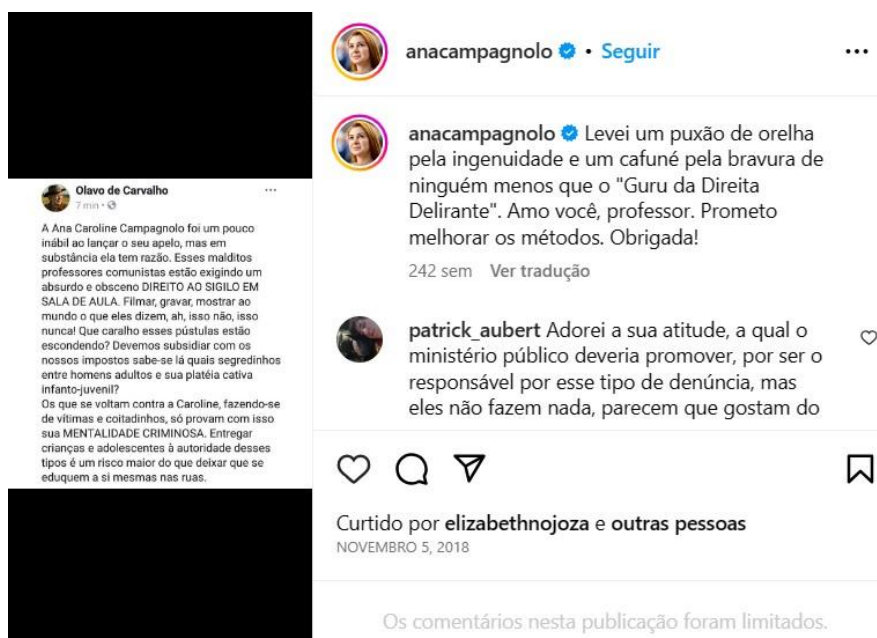 Olavo de Carvalho
7 min
A Ana Caroline Campagnolo foi um pouco
inábil ao lançar o seu apelo, mas em
substância ela tem razão. Esses malditos
professores comunistas estão exigindo um
absurdo e obsceno DIREITO AO SIGILO EM
SALA DE AULA. Filmar, gravar, mostrar ao
mundo o que eles dizem, ah, isso não, isso
nunca! Que caralho esses pústulas estão
escondendo? Devemos subsidiar com os
nossos impostos sabe-se lá quais segredinhos
entre homens adultos e sua platéia cativa
infanto-juvenil?
Os que se voltam contra a Caroline, fazendo-se
de vítimas e coitadinhos, só provam com isso
sua MENTALIDADE CRIMINOSA. Entregar
crianças e adolescentes à autoridade desses
tipos é um risco maior do que deixar que se
eduquem a si mesmas nas ruas.
anacampagnolo • Seguir
anacampagnolo Levei um puxão de orelha
pela ingenuidade e um cafuné pela bravura de
ninguém menos que o "Guru da Direita
Delirante". Amo você, professor. Prometo
melhorar os métodos. Obrigada!
242 sem Ver tradução
patrick_aubert Adorei a sua atitude, a qual o
ministério público deveria promover, por ser o
responsável por esse tipo de denúncia, mas
eles não fazem nada, parecem que gostam do
Curtido por elizabethnojoza e outras pessoas
NOVEMBRO 5, 2018
Os comentários nesta publicação foram limitados.